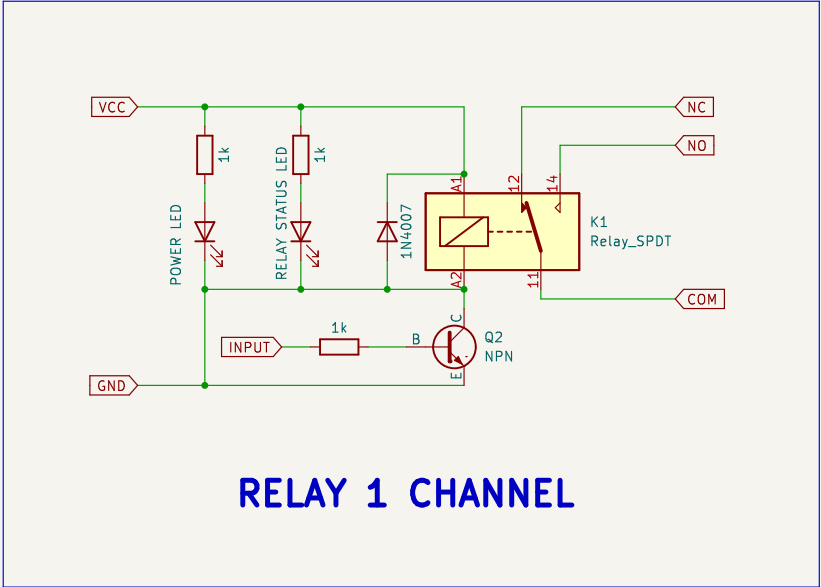 VCC
NC
NO
1k
1k
POWER LED
RELAY STATUS LED
1N4007
A1
12
14
K1
Relay_SPDT
A2
11
COM
INPUT
1k
B
C
E
Q2
NPN
GND
RELAY 1 CHANNEL